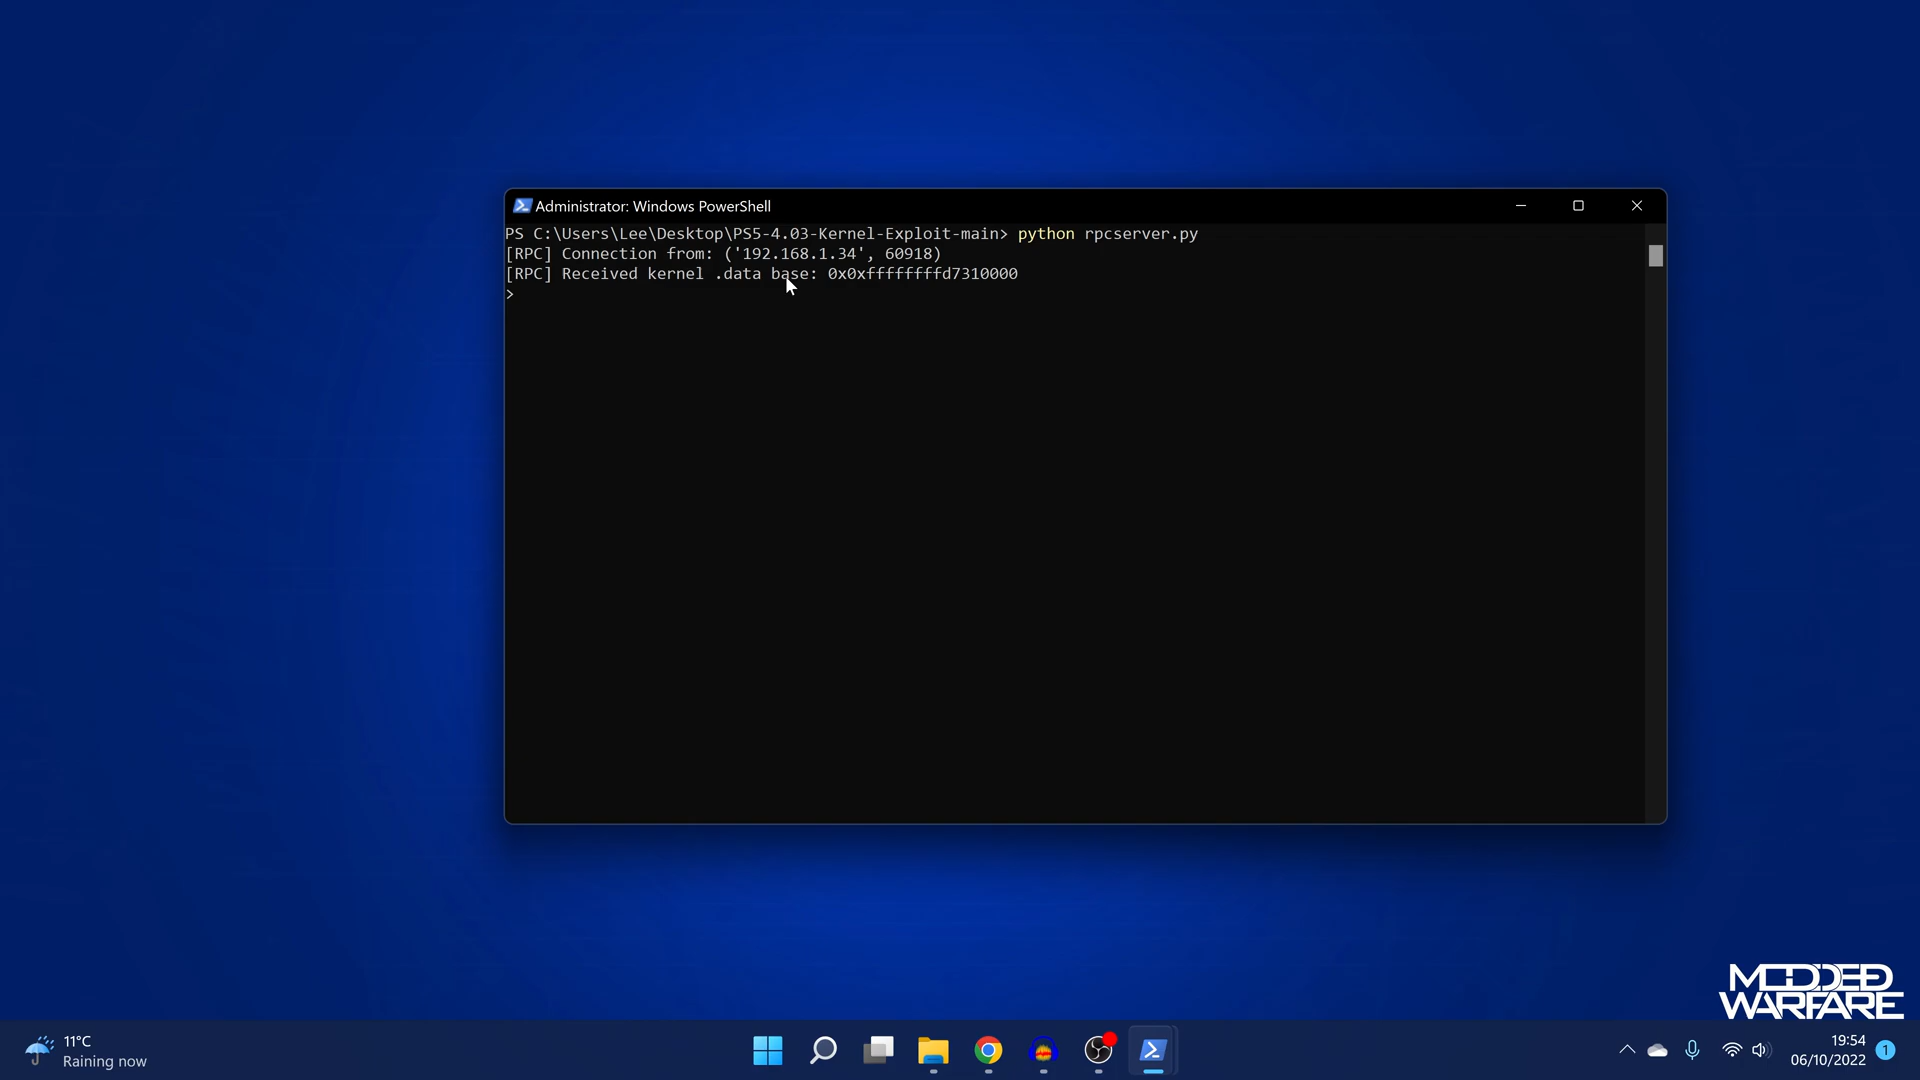 Administrator: Windows PowerShell
PS C:\Users\Lee\Desktop\PS5-4.03-Kernel-Exploit-main> python rpcserver.py
[RPC] Connection from: ('192.168.1.34', 60918)
[RPC] Received kernel .data base: 0x0xffffffffd7310000
>
MODDED
WARFARE
11°C
Raining now
19:54
06/10/2022
1